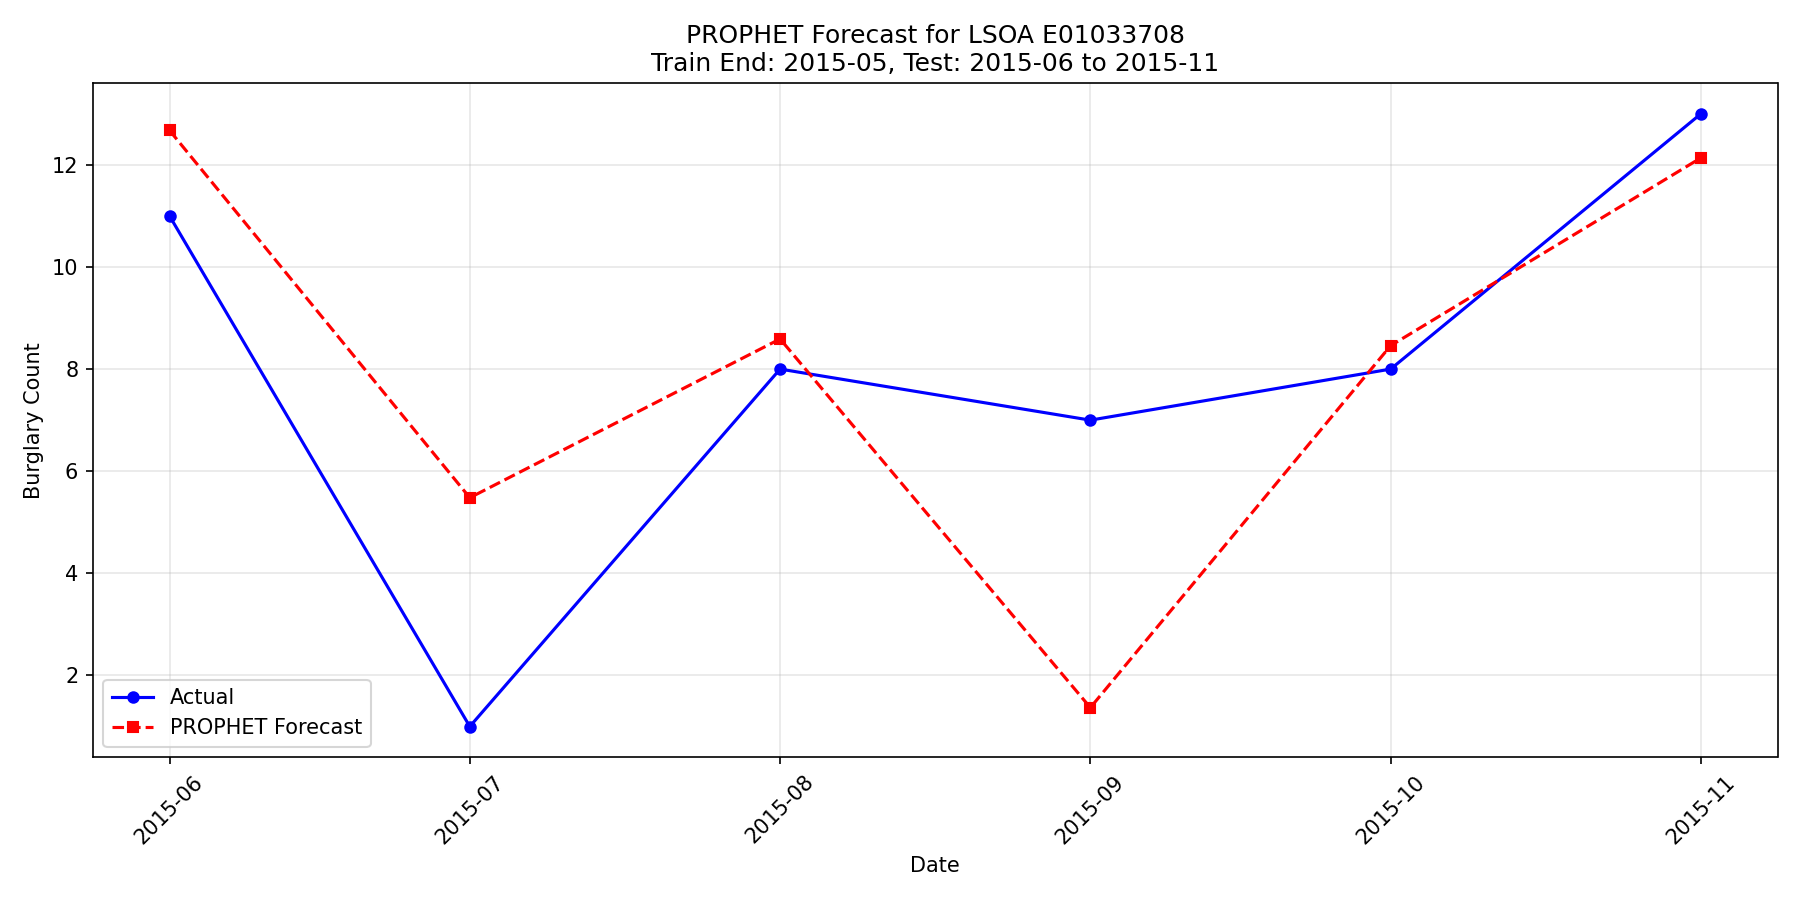 PROPHET Forecast for LSOA E01033708
Train End: 2015-05, Test: 2015-06 to 2015-11
Burglary Count
12
10
8
6
4
2
Actual
PROPHET Forecast
2015-06
2015-07
2015-08
2015-09
2015-10
2015-11
Date